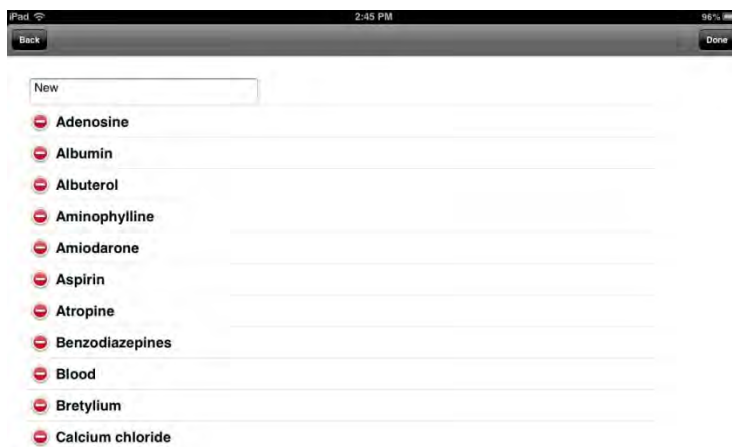 iPad 2:45 PM 96%
Back Done
New
Adenosine
Albumin
Albuterol
Aminophylline
Amiodarone
Aspirin
Atropine
Benzodiazepines
Blood
Bretylium
Calcium chloride